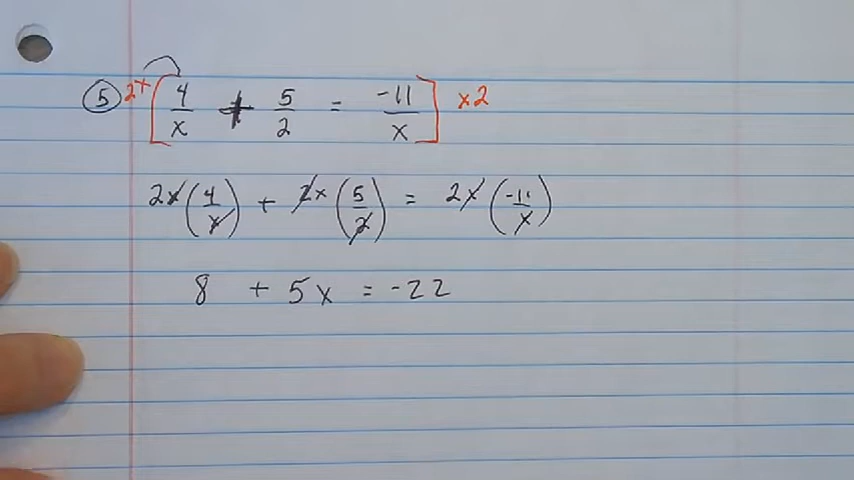 5 2x [ 4/x + 5/2 = -11/x ] x2
2x(4/x) + 2x(5/2) = 2x(-11/x)
8 + 5x = -22